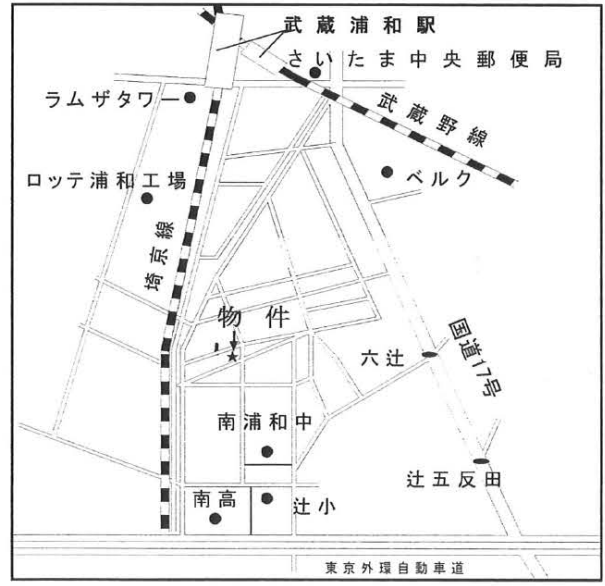 武蔵浦和駅
さいたま中央郵便局
ラムザタワー
武蔵野線
ロッテ浦和工場
ベルク
埼京線
物件
国道17号
六辻
南浦和中
辻五反田
南高
辻小
東京外環自動車道